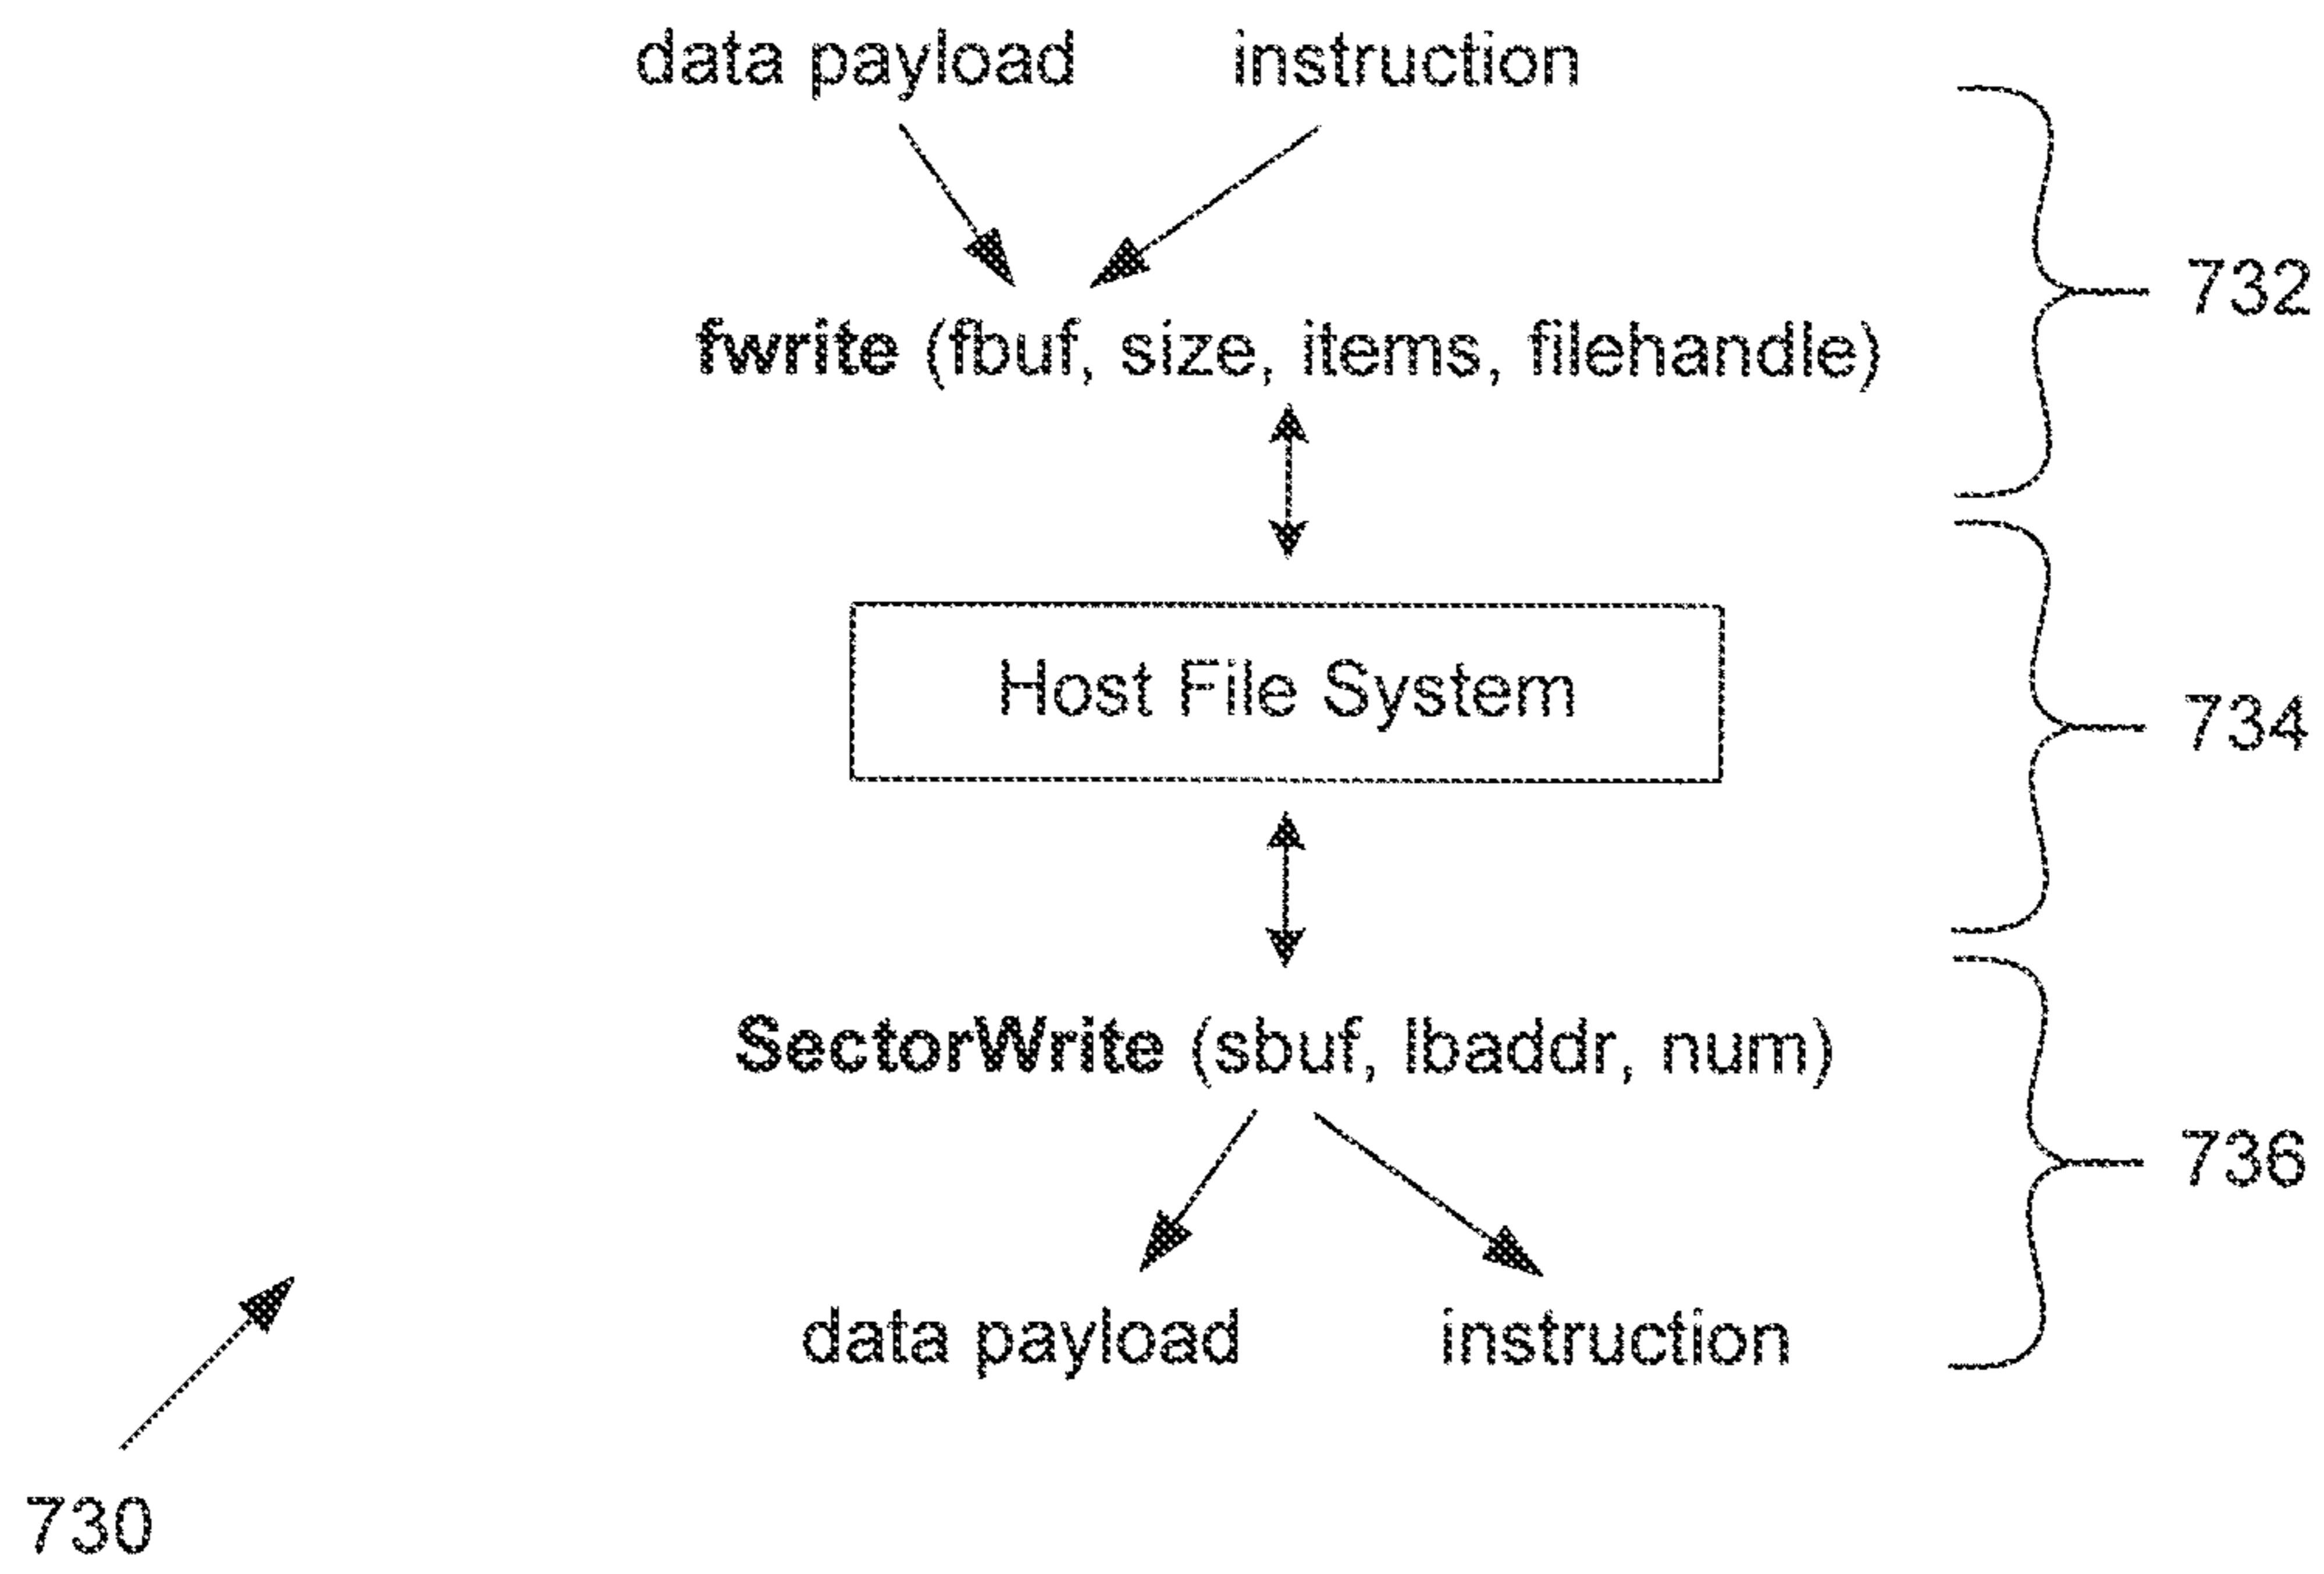 data payload instruction
732
fwrite (fbuf, size, items, filehandle)
Host File System
734
SectorWrite (sbuf, lbaddr, num)
736
data payload instruction
730